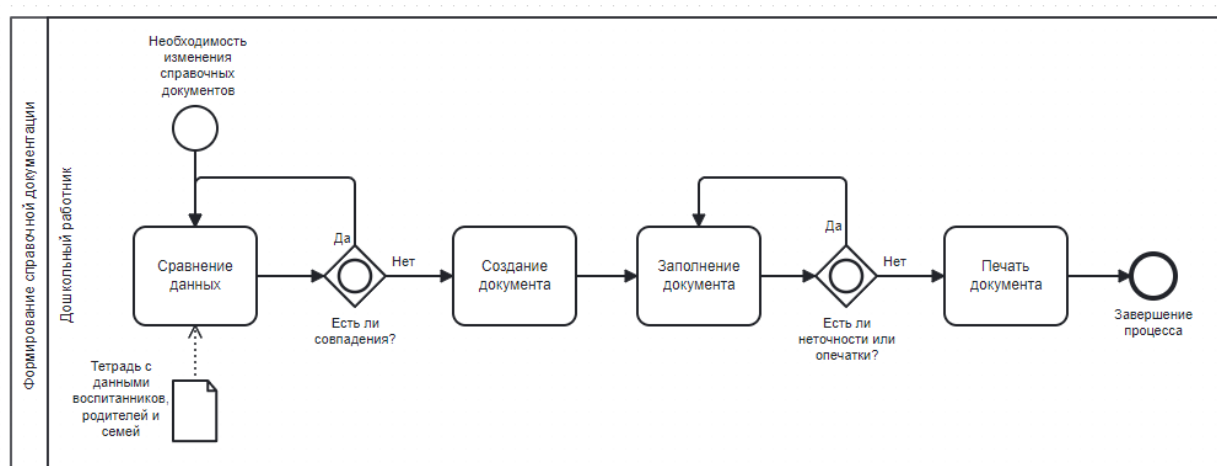 Формирование справочной документации
Дошкольный работник
Необходимость
изменения
справочных
документов
Сравнение
данных
Да
Нет
Есть ли
совпадения?
Создание
документа
Заполнение
документа
Да
Нет
Есть ли
неточности или
опечатки?
Печать
документа
Завершение
процесса
Тетрадь с
данными
воспитанников,
родителей и
семей